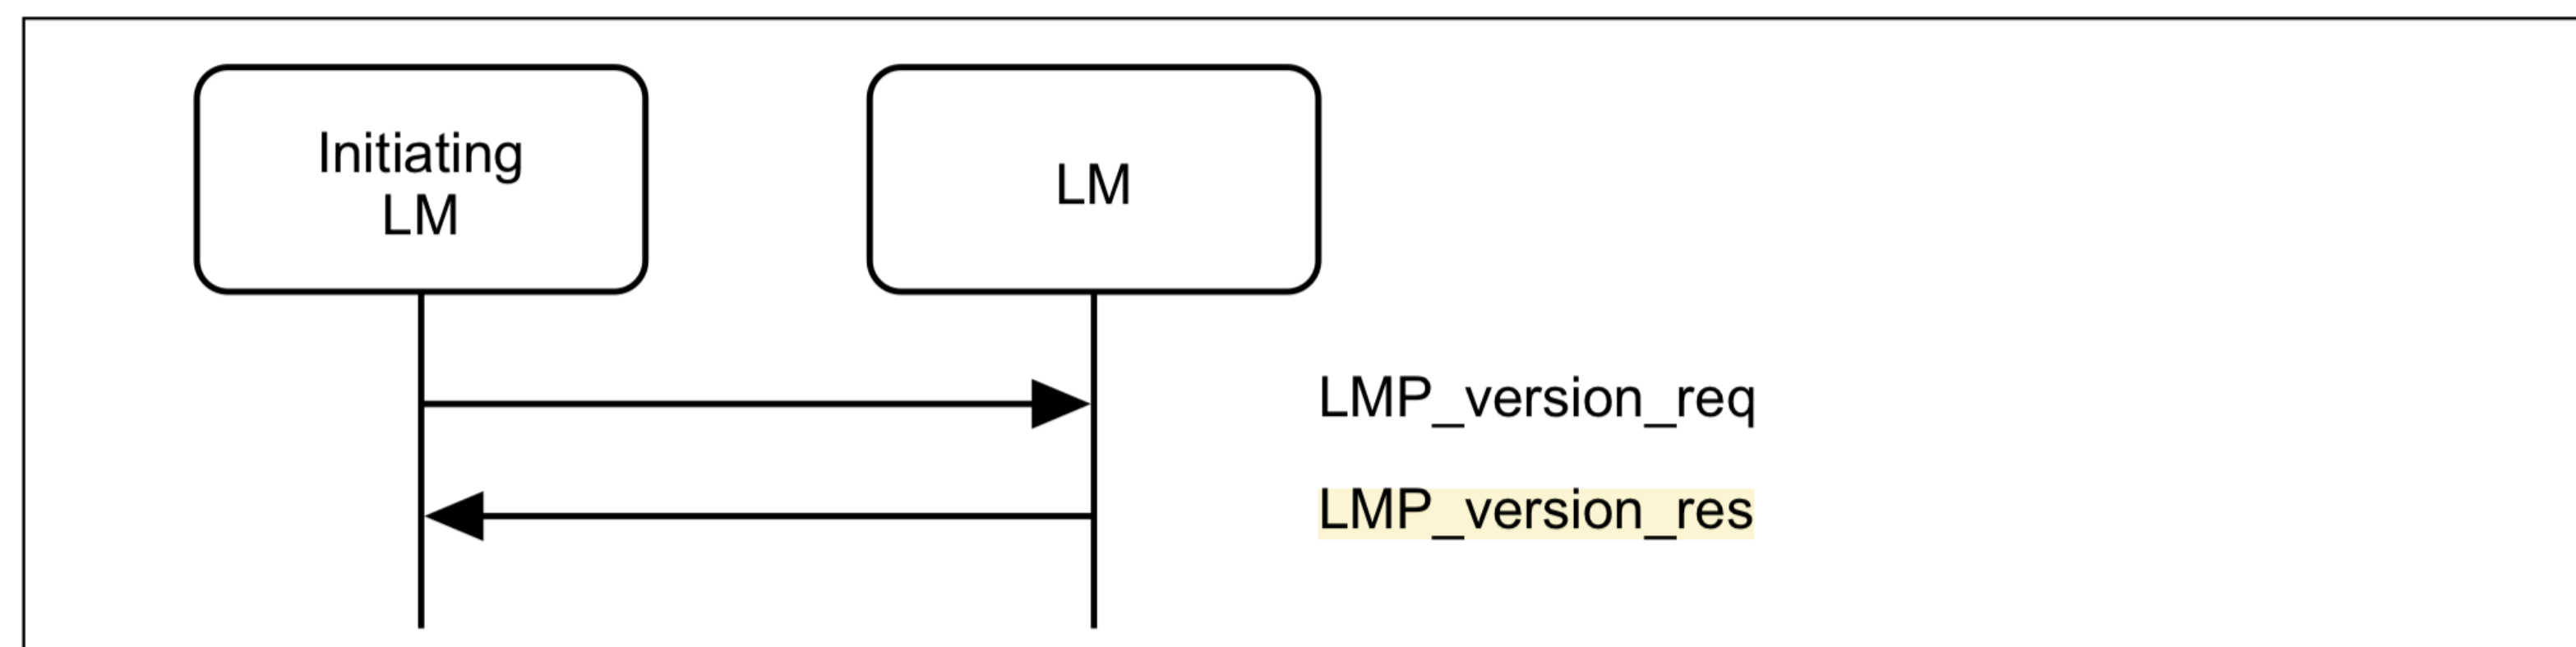 Initiating
LM
LM
LMP_version_req
LMP_version_res